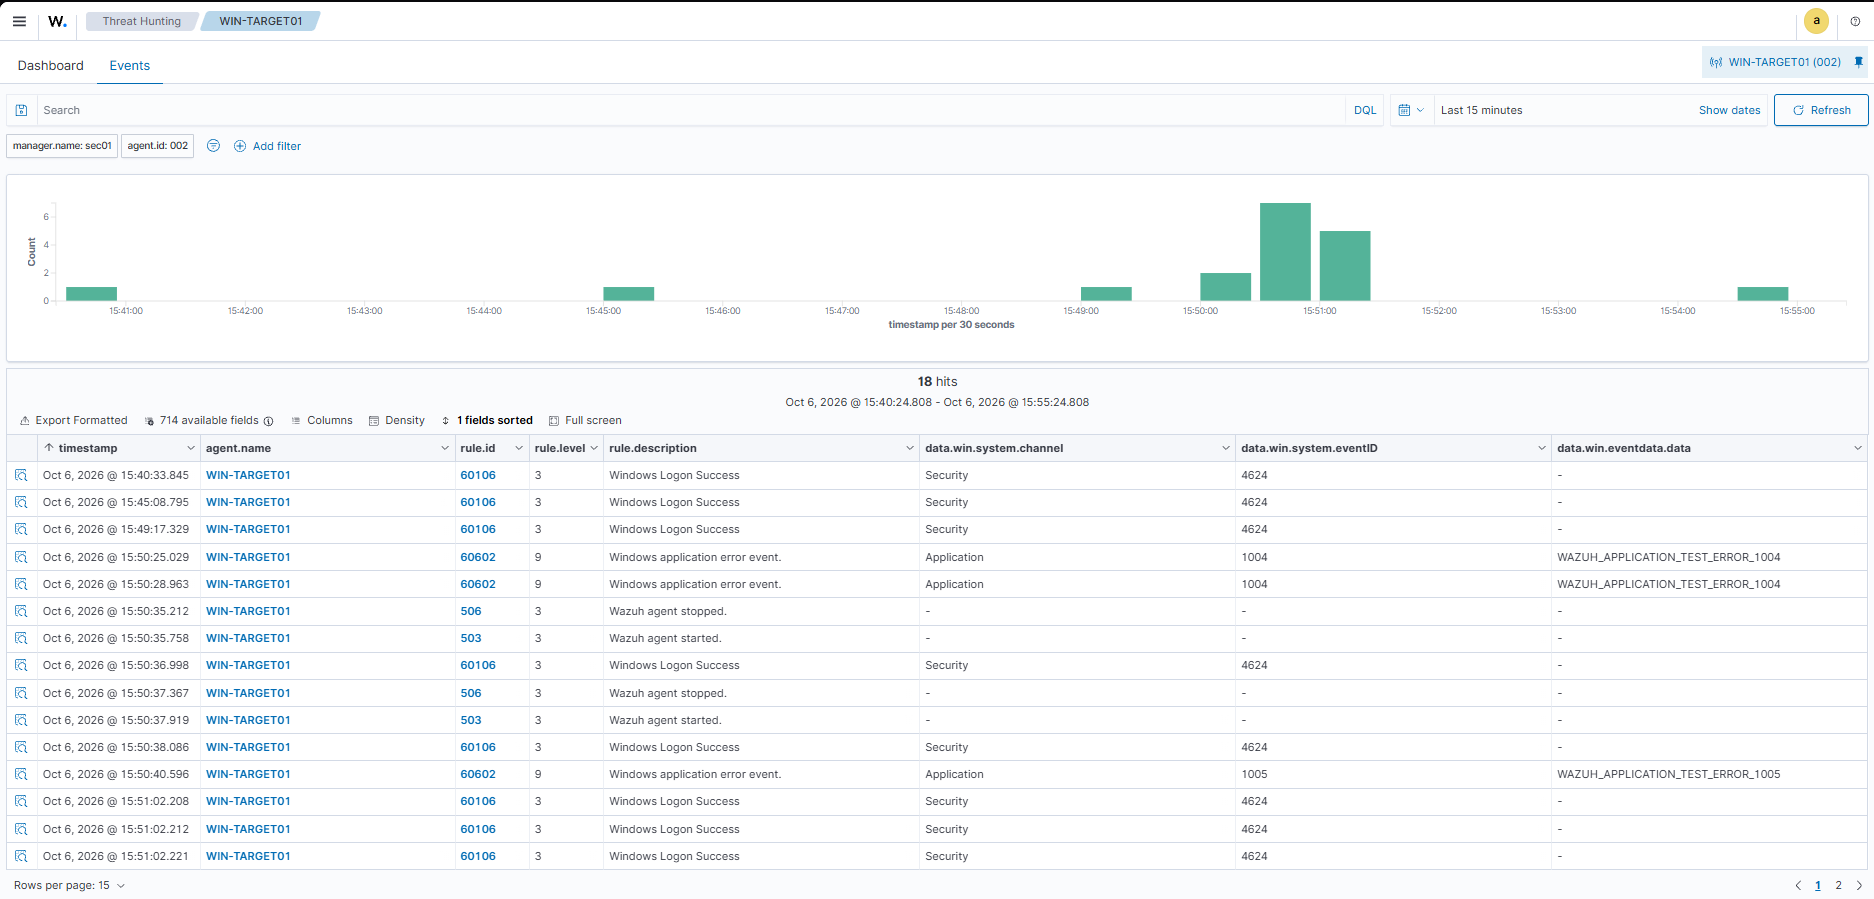 W. Threat Hunting WIN-TARGET01 a
Dashboard Events WIN-TARGET01 (002)
Search DQL Last 15 minutes Show dates Refresh
manager.name: sec01 agent.id: 002 Add filter
Count
6
4
2
0
15:41:00 15:42:00 15:43:00 15:44:00 15:45:00 15:46:00 15:47:00 15:48:00 15:49:00 15:50:00 15:51:00 15:52:00 15:53:00 15:54:00 15:55:00
timestamp per 30 seconds
18 hits
Oct 6, 2026 @ 15:40:24.808 - Oct 6, 2026 @ 15:55:24.808
Export Formatted 714 available fields Columns Density 1 fields sorted Full screen
timestamp agent.name rule.id rule.level rule.description data.win.system.channel data.win.system.eventID data.win.eventdata.data
Oct 6, 2026 @ 15:40:33.845 WIN-TARGET01 60106 3 Windows Logon Success Security 4624 -
Oct 6, 2026 @ 15:45:08.795 WIN-TARGET01 60106 3 Windows Logon Success Security 4624 -
Oct 6, 2026 @ 15:49:17.329 WIN-TARGET01 60106 3 Windows Logon Success Security 4624 -
Oct 6, 2026 @ 15:50:25.029 WIN-TARGET01 60602 9 Windows application error event. Application 1004 WAZUH_APPLICATION_TEST_ERROR_1004
Oct 6, 2026 @ 15:50:28.963 WIN-TARGET01 60602 9 Windows application error event. Application 1004 WAZUH_APPLICATION_TEST_ERROR_1004
Oct 6, 2026 @ 15:50:35.212 WIN-TARGET01 506 3 Wazuh agent stopped. - - -
Oct 6, 2026 @ 15:50:35.758 WIN-TARGET01 503 3 Wazuh agent started. - - -
Oct 6, 2026 @ 15:50:36.998 WIN-TARGET01 60106 3 Windows Logon Success Security 4624 -
Oct 6, 2026 @ 15:50:37.367 WIN-TARGET01 506 3 Wazuh agent stopped. - - -
Oct 6, 2026 @ 15:50:37.919 WIN-TARGET01 503 3 Wazuh agent started. - - -
Oct 6, 2026 @ 15:50:38.086 WIN-TARGET01 60106 3 Windows Logon Success Security 4624 -
Oct 6, 2026 @ 15:50:40.596 WIN-TARGET01 60602 9 Windows application error event. Application 1005 WAZUH_APPLICATION_TEST_ERROR_1005
Oct 6, 2026 @ 15:51:02.208 WIN-TARGET01 60106 3 Windows Logon Success Security 4624 -
Oct 6, 2026 @ 15:51:02.212 WIN-TARGET01 60106 3 Windows Logon Success Security 4624 -
Oct 6, 2026 @ 15:51:02.221 WIN-TARGET01 60106 3 Windows Logon Success Security 4624 -
Rows per page: 15 1 2